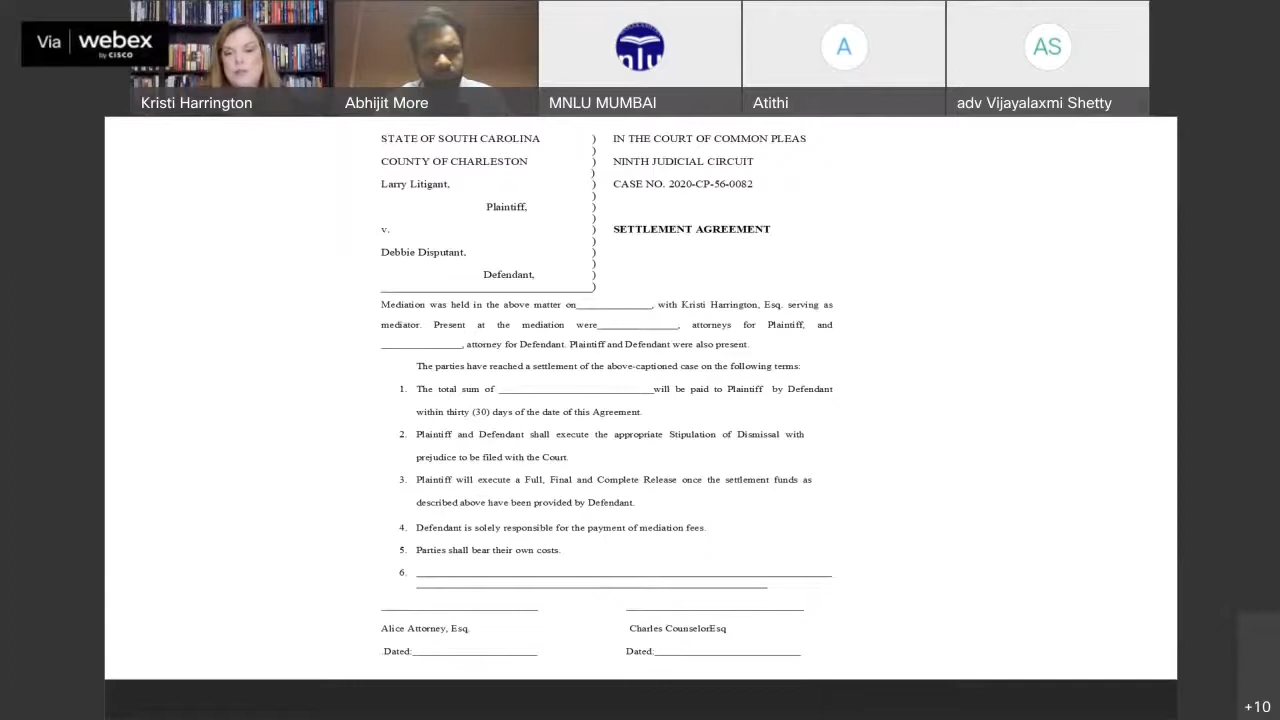 Via webex
by CISCO
nlu
A
AS
Kristi Harrington
Abhijit More
MNLU MUMBAI
Atithi
adv Vijayalaxmi Shetty
STATE OF SOUTH CAROLINA ) IN THE COURT OF COMMON PLEAS
)
COUNTY OF CHARLESTON ) NINTH JUDICIAL CIRCUIT
)
Larry Litigant, ) CASE NO. 2020-CP-56-0082
)
Plaintiff, )
)
v. ) SETTLEMENT AGREEMENT
)
Debbie Disputant, )
)
Defendant, )
____________________)
Mediation was held in the above matter on______________, with Kristi Harrington, Esq. serving as
mediator. Present at the mediation were______________, attorneys for Plaintiff, and
______________, attorney for Defendant. Plaintiff and Defendant were also present.
The parties have reached a settlement of the above-captioned case on the following terms:
1. The total sum of ____________________will be paid to Plaintiff by Defendant
within thirty (30) days of the date of this Agreement.
2. Plaintiff and Defendant shall execute the appropriate Stipulation of Dismissal with
prejudice to be filed with the Court.
3. Plaintiff will execute a Full, Final and Complete Release once the settlement funds as
described above have been provided by Defendant.
4. Defendant is solely responsible for the payment of mediation fees.
5. Parties shall bear their own costs.
6. ____________________
Alice Attorney, Esq. Charles CounselorEsq
Dated:____________________ Dated:____________________
+10